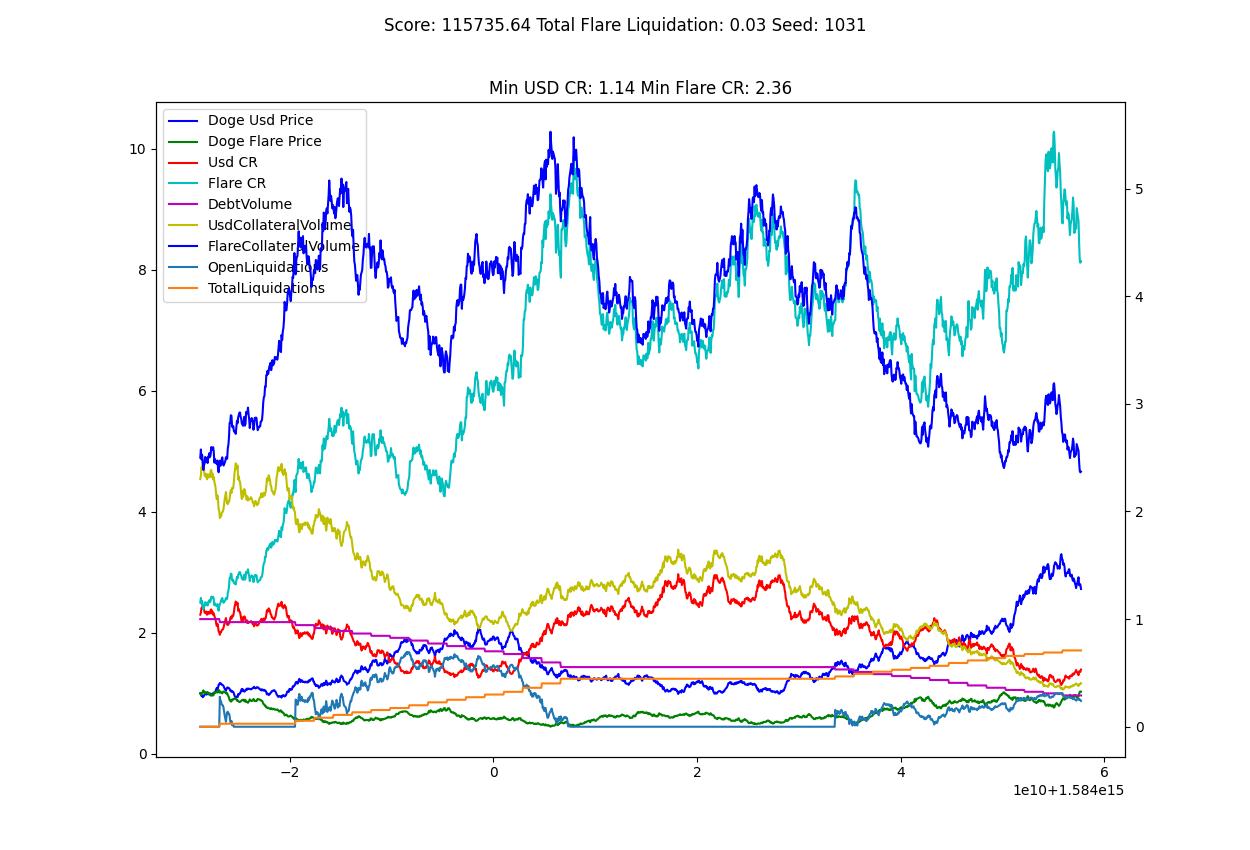 Score: 115735.64 Total Flare Liquidation: 0.03 Seed: 1031
Min USD CR: 1.14 Min Flare CR: 2.36
Doge Usd Price
Doge Flare Price
Usd CR
Flare CR
DebtVolume
UsdCollateralVolume
FlareCollateralVolume
OpenLiquidations
TotalLiquidations
10
8
6
4
2
0
5
4
3
2
1
0
−2
0
2
4
6
1e10+1.584e15